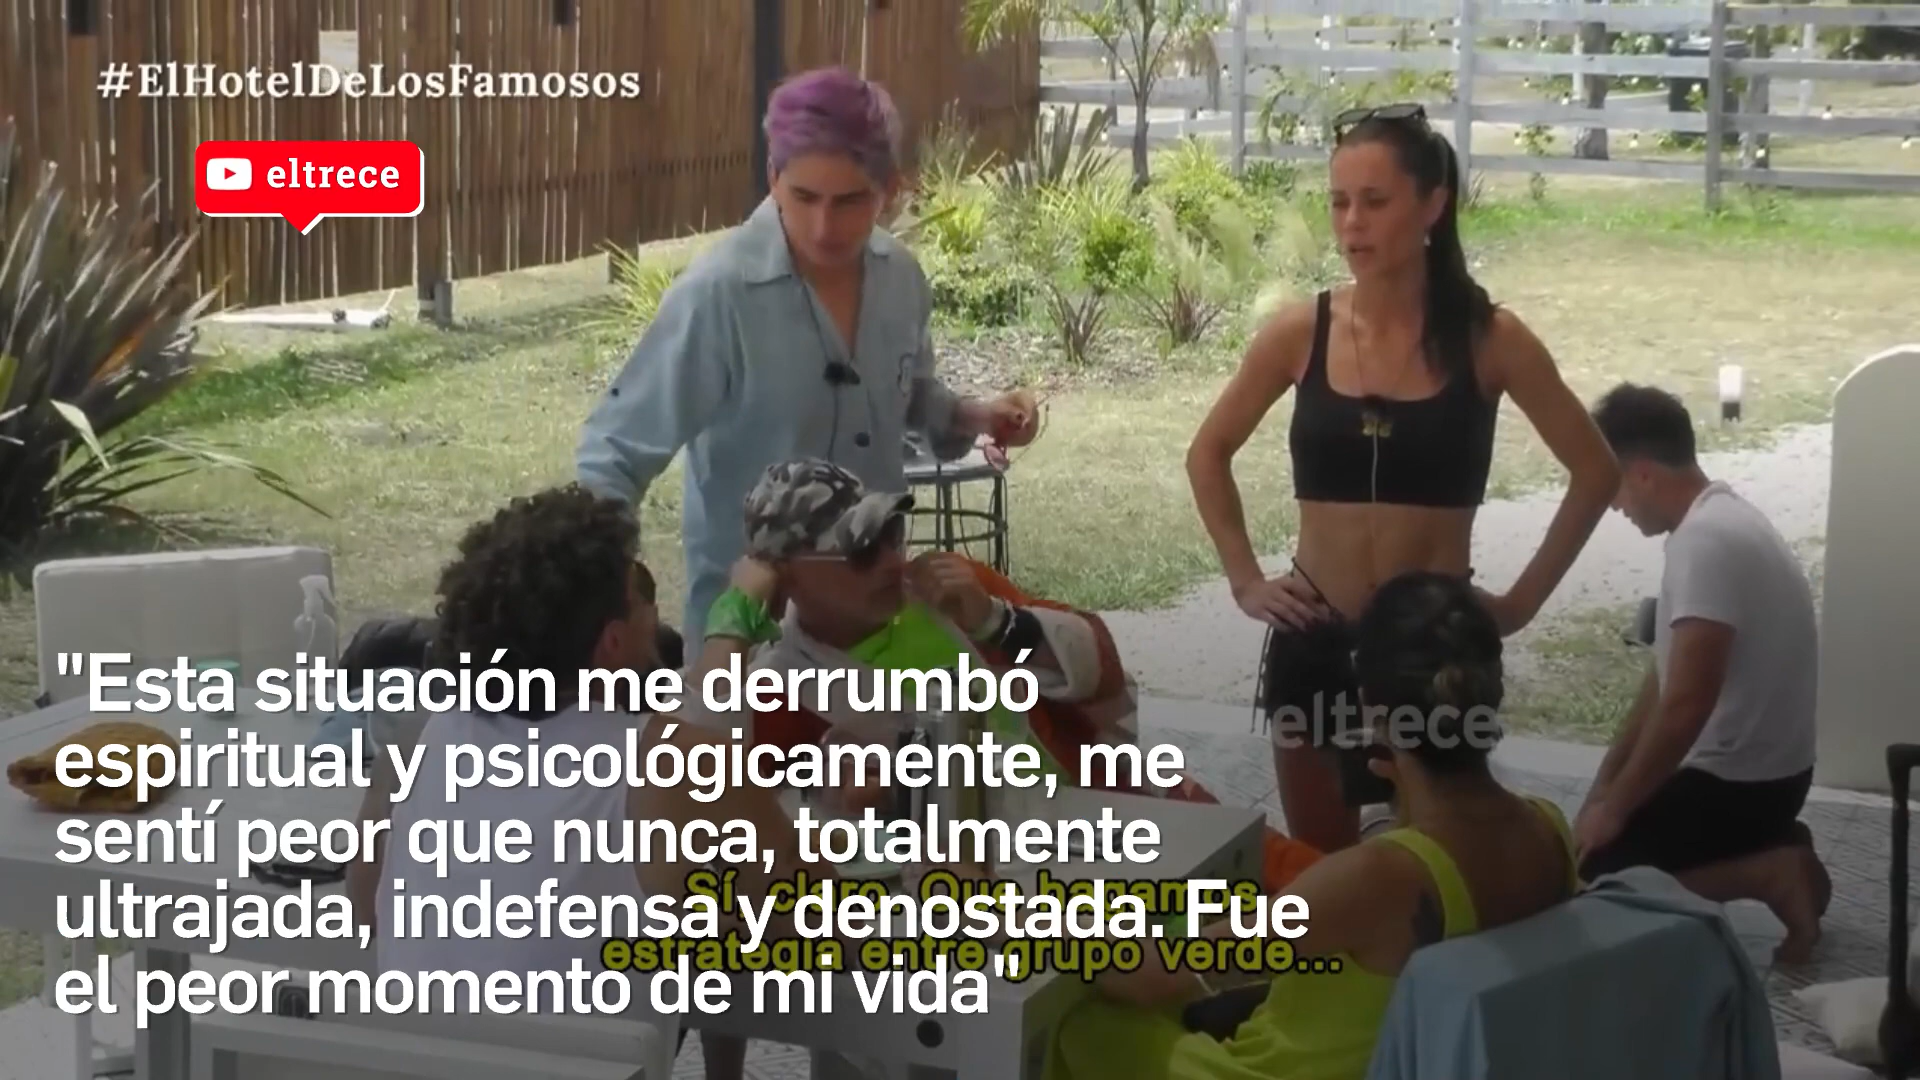 #ElHotelDeLosFamosos
eltrece
eltrece
"Esta situación me derrumbó
espiritual y psicológicamente, me
sentí peor que nunca, totalmente
ultrajada, indefensa y denostada. Fue
el peor momento de mi vida"
Sí, claro. Que hagamos
estrategia entre grupo verde...